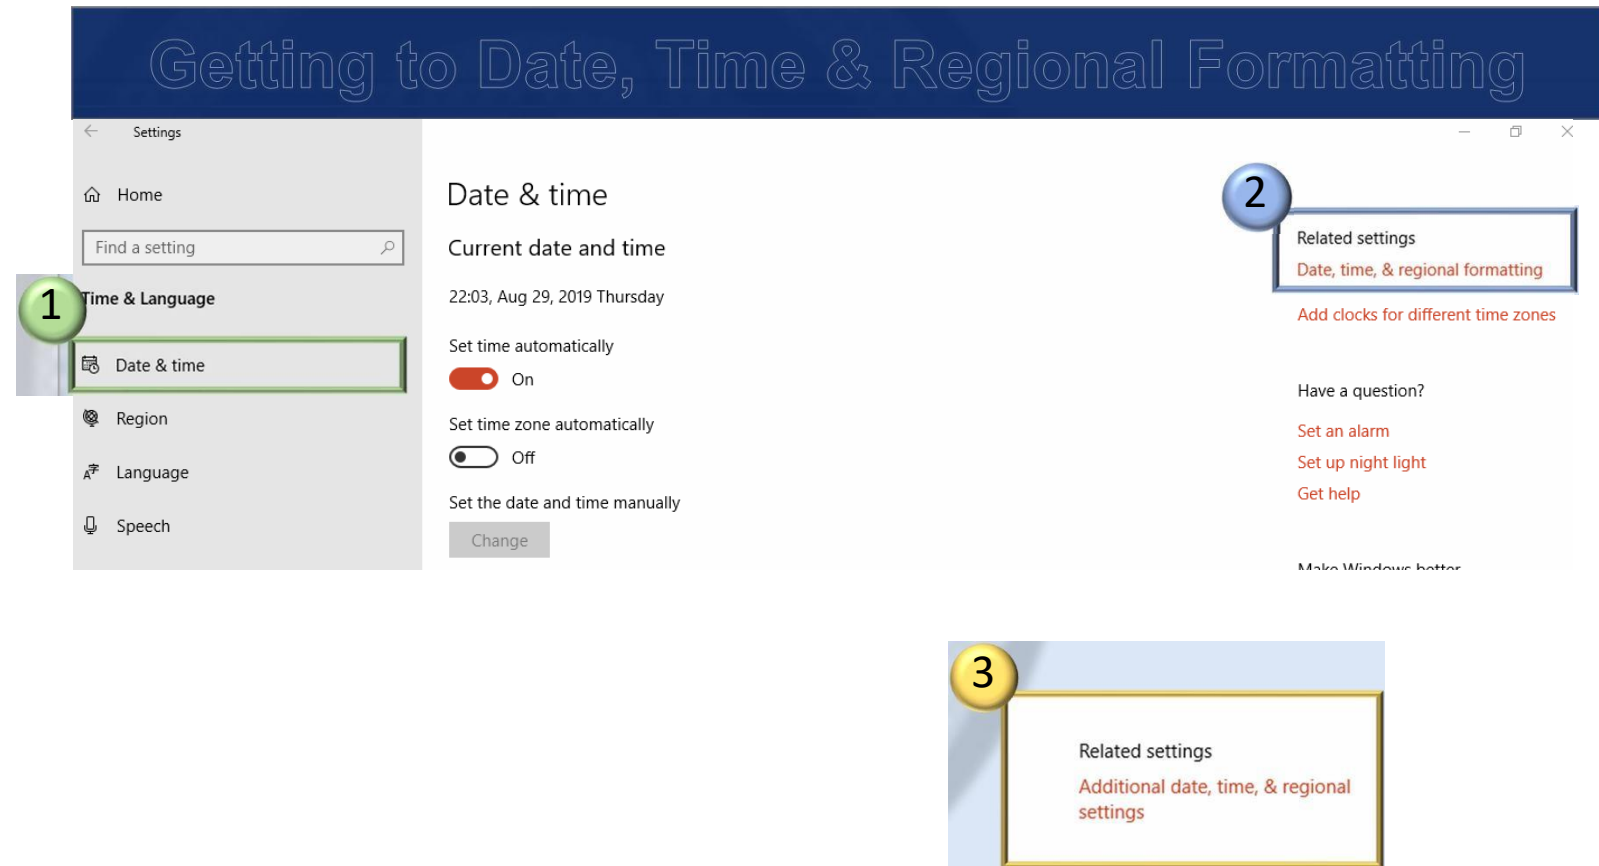 Getting to Date, Time & Regional Formatting
Settings
Home
Find a setting
1
Time & Language
Date & time
Region
Language
Speech
Date & time
Current date and time
22:03, Aug 29, 2019 Thursday
Set time automatically
On
Set time zone automatically
Off
Set the date and time manually
Change
2
Related settings
Date, time, & regional formatting
Add clocks for different time zones
Have a question?
Set an alarm
Set up night light
Get help
Make Windows better
3
Related settings
Additional date, time, & regional
settings